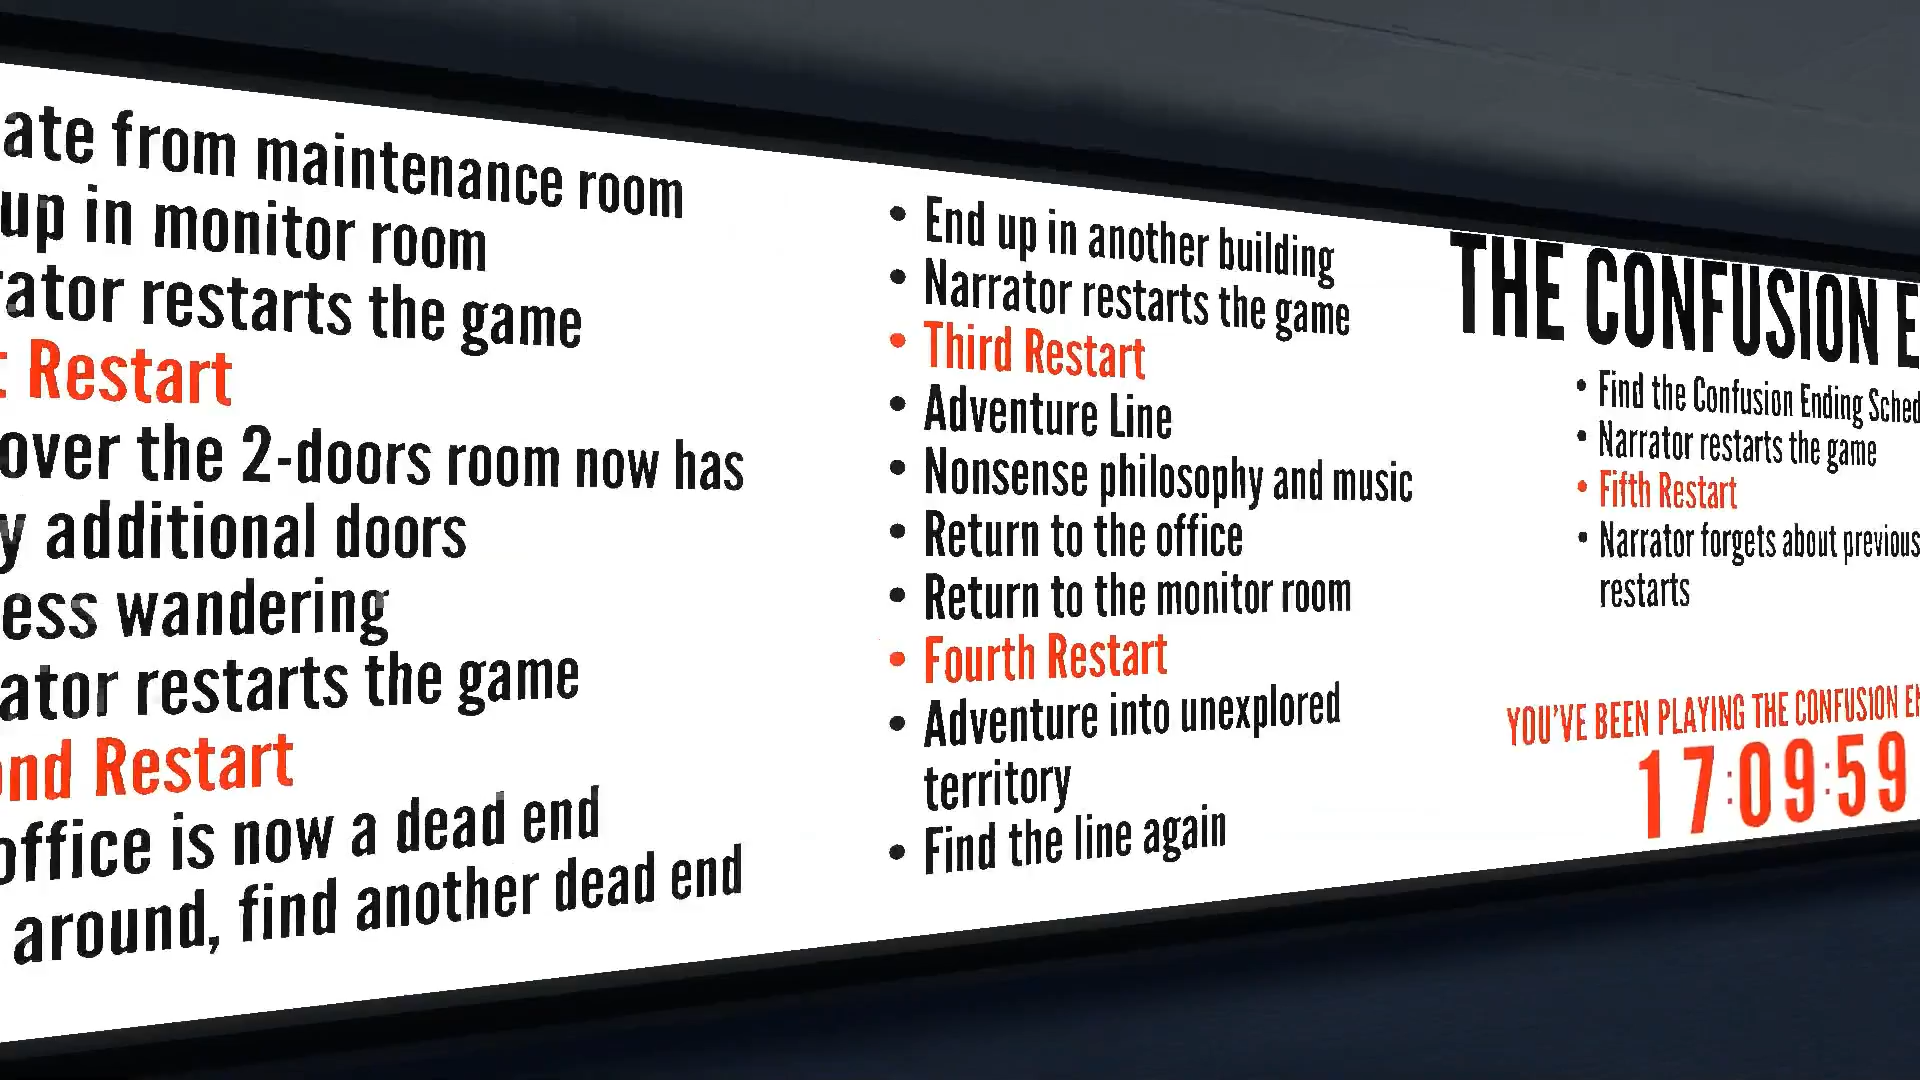 ate from maintenance room
up in monitor room
rator restarts the game
t Restart
over the 2-doors room now has
y additional doors
ess wandering
ator restarts the game
ond Restart
office is now a dead end
around, find another dead end
• End up in another building
• Narrator restarts the game
• Third Restart
• Adventure Line
• Nonsense philosophy and music
• Return to the office
• Return to the monitor room
• Fourth Restart
• Adventure into unexplored
territory
• Find the line again
THE CONFUSION E
• Find the Confusion Ending Sched
• Narrator restarts the game
• Fifth Restart
• Narrator forgets about previous
restarts
YOU'VE BEEN PLAYING THE CONFUSION EN
17:09:59